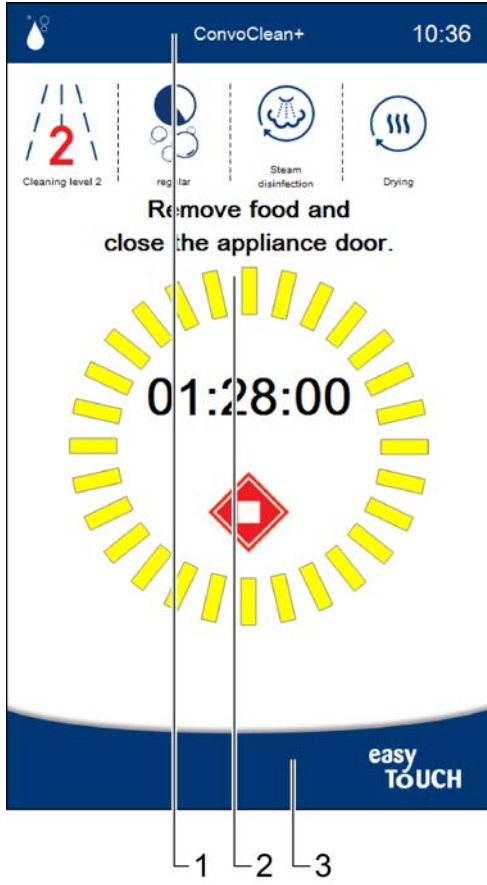 ConvoClean+
10:36
2
Cleaning level 2
regular
Steam
disinfection
Drying
Remove food and
close the appliance door.
01:28:00
easy
ToUCH
1
2
3